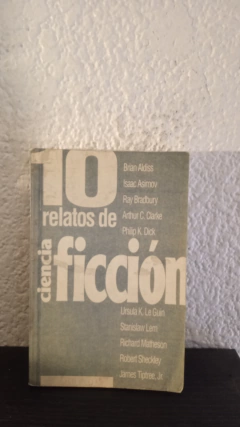 10
relatos de
ciencia
ficción
Brian Aldiss
Isaac Asimov
Ray Bradbury
Arthur C. Clarke
Philip K. Dick
Ursula K. Le Guin
Stanislaw Lem
Richard Matheson
Robert Sheckley
James Tiptree, Jr.